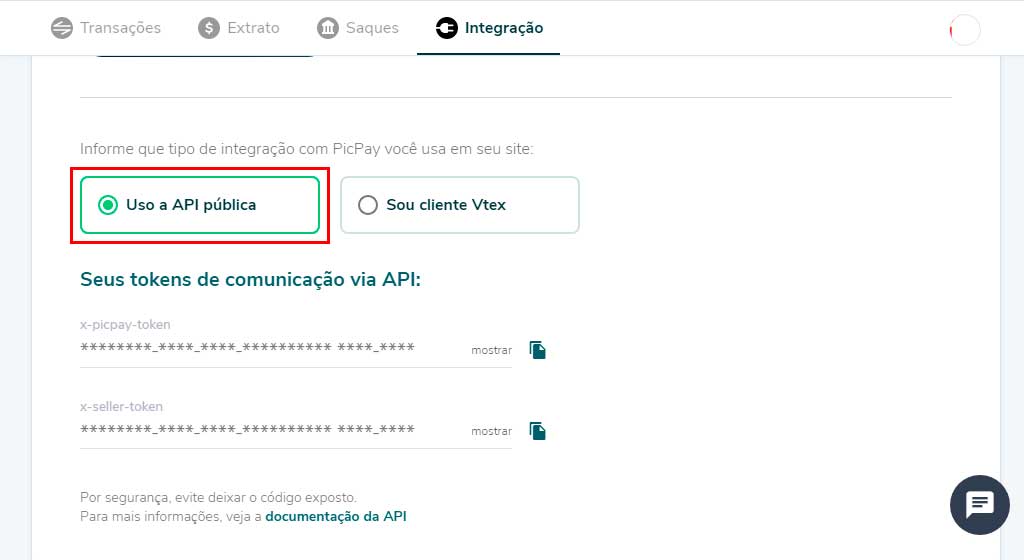 Transações Extrato Saques Integração
Informe que tipo de integração com PicPay você usa em seu site:
Uso a API pública Sou cliente Vtex
Seus tokens de comunicação via API:
x-picpay-token
********_****_****_********** ****_**** mostrar
x-seller-token
********_****_****_********** ****_**** mostrar
Por segurança, evite deixar o código exposto.
Para mais informações, veja a documentação da API